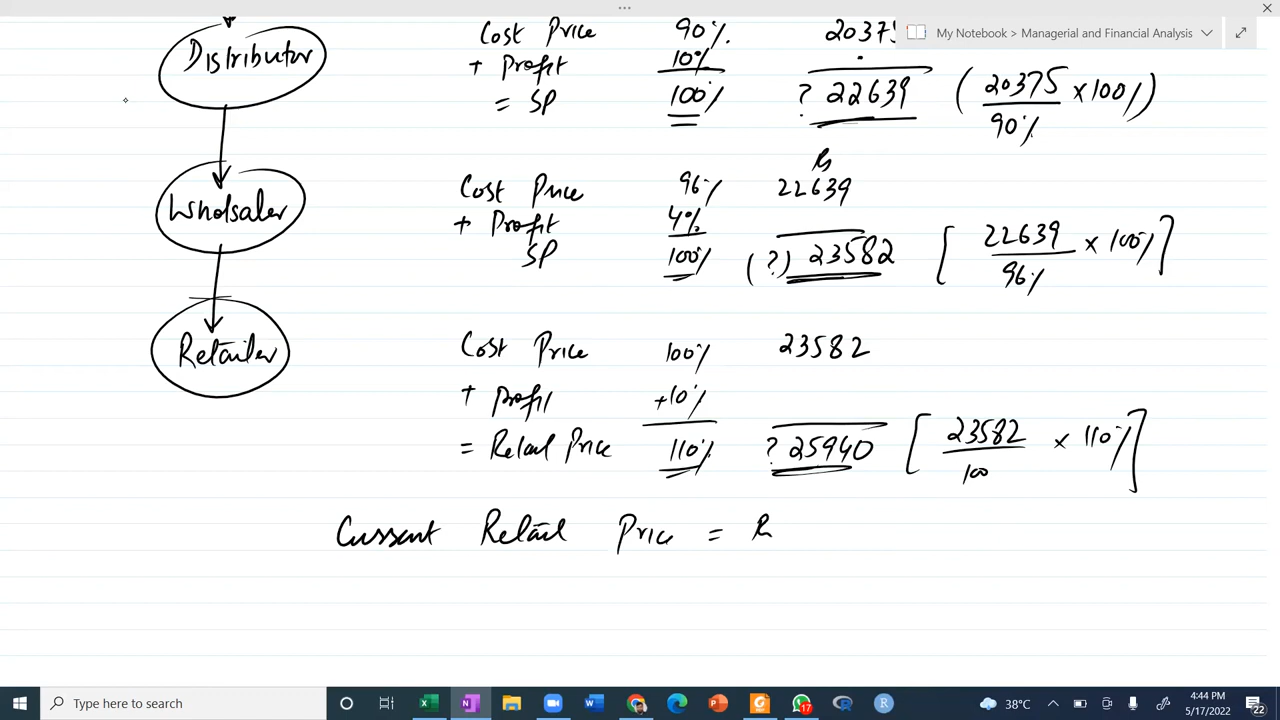 My Notebook > Managerial and Financial Analysis
Distributor
Cost Price 90%
+ Profit 10%
= SP 100% ? 22639 ( 20375 / 90% × 100% )
Wholsaler
Rs
Cost Price 96% 22639
+ Profit 4%
SP 100% (?) 23582 [ 22639 / 96% × 100% ]
Retailer
Cost Price 100% 23582
+ Profit +10%
= Retail Price 110% ? 25940 [ 23582 / 100 × 110% ]
Current Retail Price =
Type here to search
17
38°C
4:44 PM
5/17/2022
22